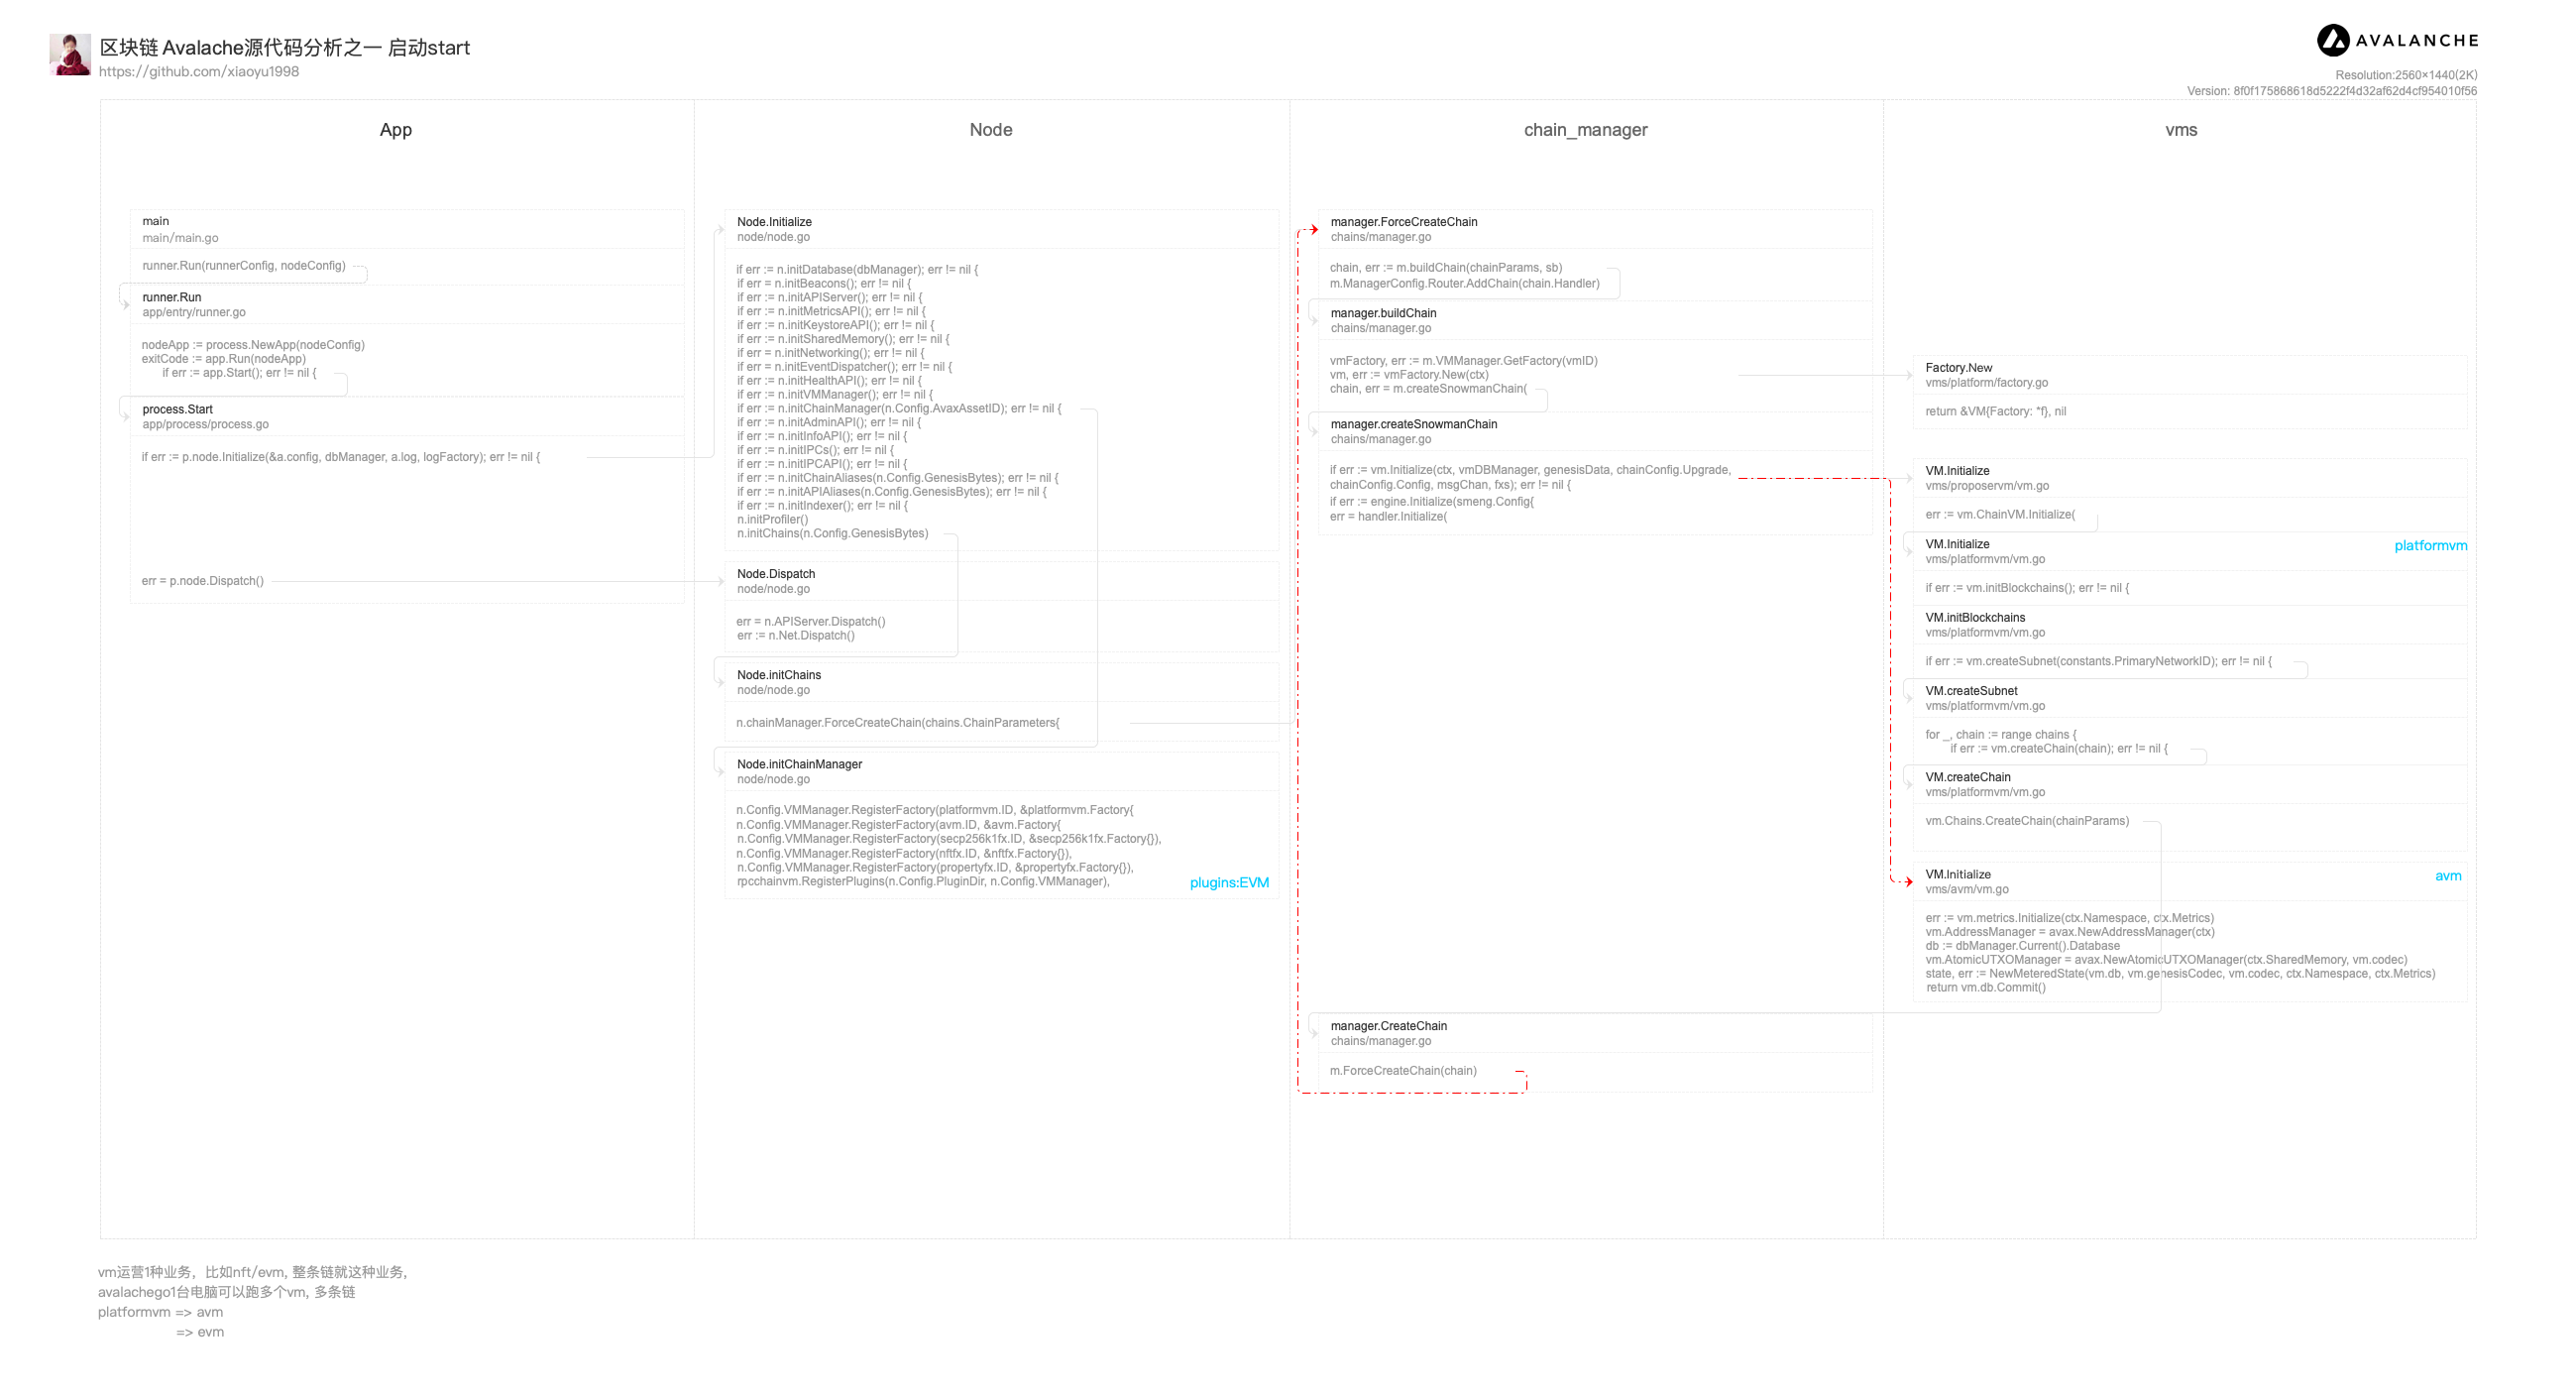 区块链 Avalache源代码分析之一 启动start
https://github.com/xiaoyu1998
AVALANCHE
Resolution:2560×1440(2K)
Version: 8f0f175868618d5222f4d32af62d4cf954010f56
App
main
main/main.go
runner.Run(runnerConfig, nodeConfig)
runner.Run
app/entry/runner.go
nodeApp := process.NewApp(nodeConfig)
exitCode := app.Run(nodeApp)
if err := app.Start(); err != nil {
process.Start
app/process/process.go
if err := p.node.Initialize(&a.config, dbManager, a.log, logFactory); err != nil {
err = p.node.Dispatch()
Node
Node.Initialize
node/node.go
if err := n.initDatabase(dbManager); err != nil {
if err = n.initBeacons(); err != nil {
if err := n.initAPIServer(); err != nil {
if err := n.initMetricsAPI(); err != nil {
if err := n.initKeystoreAPI(); err != nil {
if err := n.initSharedMemory(); err != nil {
if err = n.initNetworking(); err != nil {
if err = n.initEventDispatcher(); err != nil {
if err := n.initHealthAPI(); err != nil {
if err := n.initVMManager(); err != nil {
if err := n.initChainManager(n.Config.AvaxAssetID); err != nil {
if err := n.initAdminAPI(); err != nil {
if err := n.initInfoAPI(); err != nil {
if err := n.initIPCs(); err != nil {
if err := n.initIPCAPI(); err != nil {
if err := n.initChainAliases(n.Config.GenesisBytes); err != nil {
if err := n.initAPIAliases(n.Config.GenesisBytes); err != nil {
if err := n.initIndexer(); err != nil {
n.initProfiler()
n.initChains(n.Config.GenesisBytes)
Node.Dispatch
node/node.go
err = n.APIServer.Dispatch()
err := n.Net.Dispatch()
Node.initChains
node/node.go
n.chainManager.ForceCreateChain(chains.ChainParameters{
Node.initChainManager
node/node.go
n.Config.VMManager.RegisterFactory(platformvm.ID, &platformvm.Factory{
n.Config.VMManager.RegisterFactory(avm.ID, &avm.Factory{
n.Config.VMManager.RegisterFactory(secp256k1fx.ID, &secp256k1fx.Factory{}),
n.Config.VMManager.RegisterFactory(nftfx.ID, &nftfx.Factory{}),
n.Config.VMManager.RegisterFactory(propertyfx.ID, &propertyfx.Factory{}),
rpcchainvm.RegisterPlugins(n.Config.PluginDir, n.Config.VMManager),
plugins:EVM
chain_manager
manager.ForceCreateChain
chains/manager.go
chain, err := m.buildChain(chainParams, sb)
m.ManagerConfig.Router.AddChain(chain.Handler)
manager.buildChain
chains/manager.go
vmFactory, err := m.VMManager.GetFactory(vmID)
vm, err := vmFactory.New(ctx)
chain, err = m.createSnowmanChain(
manager.createSnowmanChain
chains/manager.go
if err := vm.Initialize(ctx, vmDBManager, genesisData, chainConfig.Upgrade,
chainConfig.Config, msgChan, fxs); err != nil {
if err := engine.Initialize(smeng.Config{
err = handler.Initialize(
manager.CreateChain
chains/manager.go
m.ForceCreateChain(chain)
vms
Factory.New
vms/platform/factory.go
return &VM{Factory: *f}, nil
VM.Initialize
vms/proposervm/vm.go
err := vm.ChainVM.Initialize(
VM.Initialize
platformvm
vms/platformvm/vm.go
if err := vm.initBlockchains(); err != nil {
VM.initBlockchains
vms/platformvm/vm.go
if err := vm.createSubnet(constants.PrimaryNetworkID); err != nil {
VM.createSubnet
vms/platformvm/vm.go
for _, chain := range chains {
if err := vm.createChain(chain); err != nil {
VM.createChain
vms/platformvm/vm.go
vm.Chains.CreateChain(chainParams)
VM.Initialize
avm
vms/avm/vm.go
err := vm.metrics.Initialize(ctx.Namespace, ctx.Metrics)
vm.AddressManager = avax.NewAddressManager(ctx)
db := dbManager.Current().Database
vm.AtomicUTXOManager = avax.NewAtomicUTXOManager(ctx.SharedMemory, vm.codec)
state, err := NewMeteredState(vm.db, vm.genesisCodec, vm.codec, ctx.Namespace, ctx.Metrics)
return vm.db.Commit()
vm运营1种业务，比如nft/evm, 整条链就这种业务,
avalachego1台电脑可以跑多个vm, 多条链
platformvm => avm
=> evm